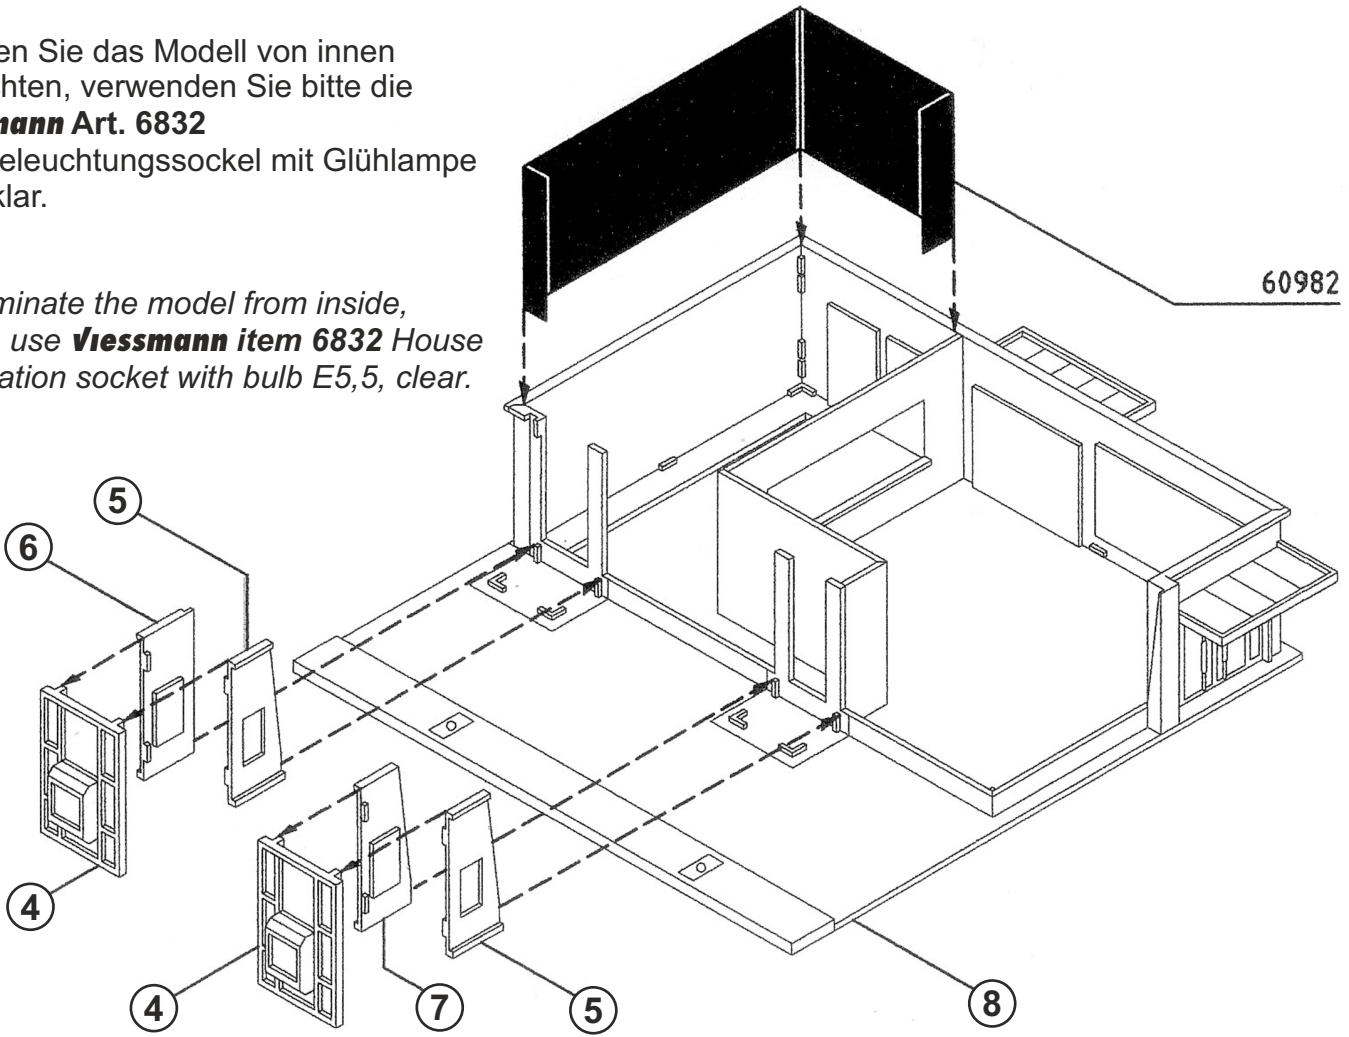 en Sie das Modell von innen
chten, verwenden Sie bitte die
mann Art. 6832
eleuchtungssockel mit Glühlampe
klar.
minate the model from inside,
use Viessmann item 6832 House
ation socket with bulb E5,5, clear.
60982
5
6
4
4
7
5
8